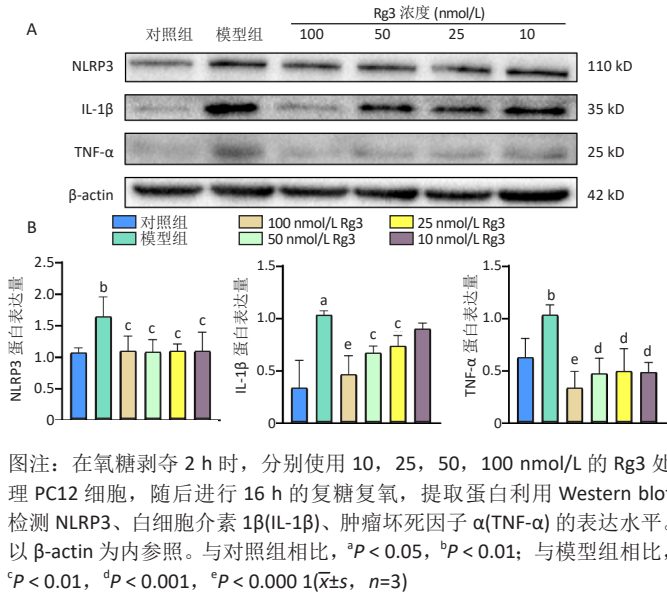 A
Rg3 浓度 (nmol/L)
对照组 模型组 100 50 25 10
NLRP3 110 kD
IL-1β 35 kD
TNF-α 25 kD
β-actin 42 kD
B
对照组 100 nmol/L Rg3 25 nmol/L Rg3
模型组 50 nmol/L Rg3 10 nmol/L Rg3
NLRP3 蛋白表达量
2.5
2.0
1.5
1.0
0.5
0
b c c c c
IL-1β 蛋白表达量
1.5
1.0
0.5
0
a e c c
TNF-α 蛋白表达量
1.5
1.0
0.5
0
b e d d d
图注：在氧糖剥夺 2 h 时，分别使用 10，25，50，100 nmol/L 的 Rg3 处
理 PC12 细胞，随后进行 16 h 的复糖复氧，提取蛋白利用 Western blot
检测 NLRP3、白细胞介素 1β(IL-1β)、肿瘤坏死因子 α(TNF-α) 的表达水平。
以 β-actin 为内参照。与对照组相比，ᵃP < 0.05，ᵇP < 0.01；与模型组相比，
ᶜP < 0.01，ᵈP < 0.001，ᵉP < 0.000 1(x̄±s，n=3)